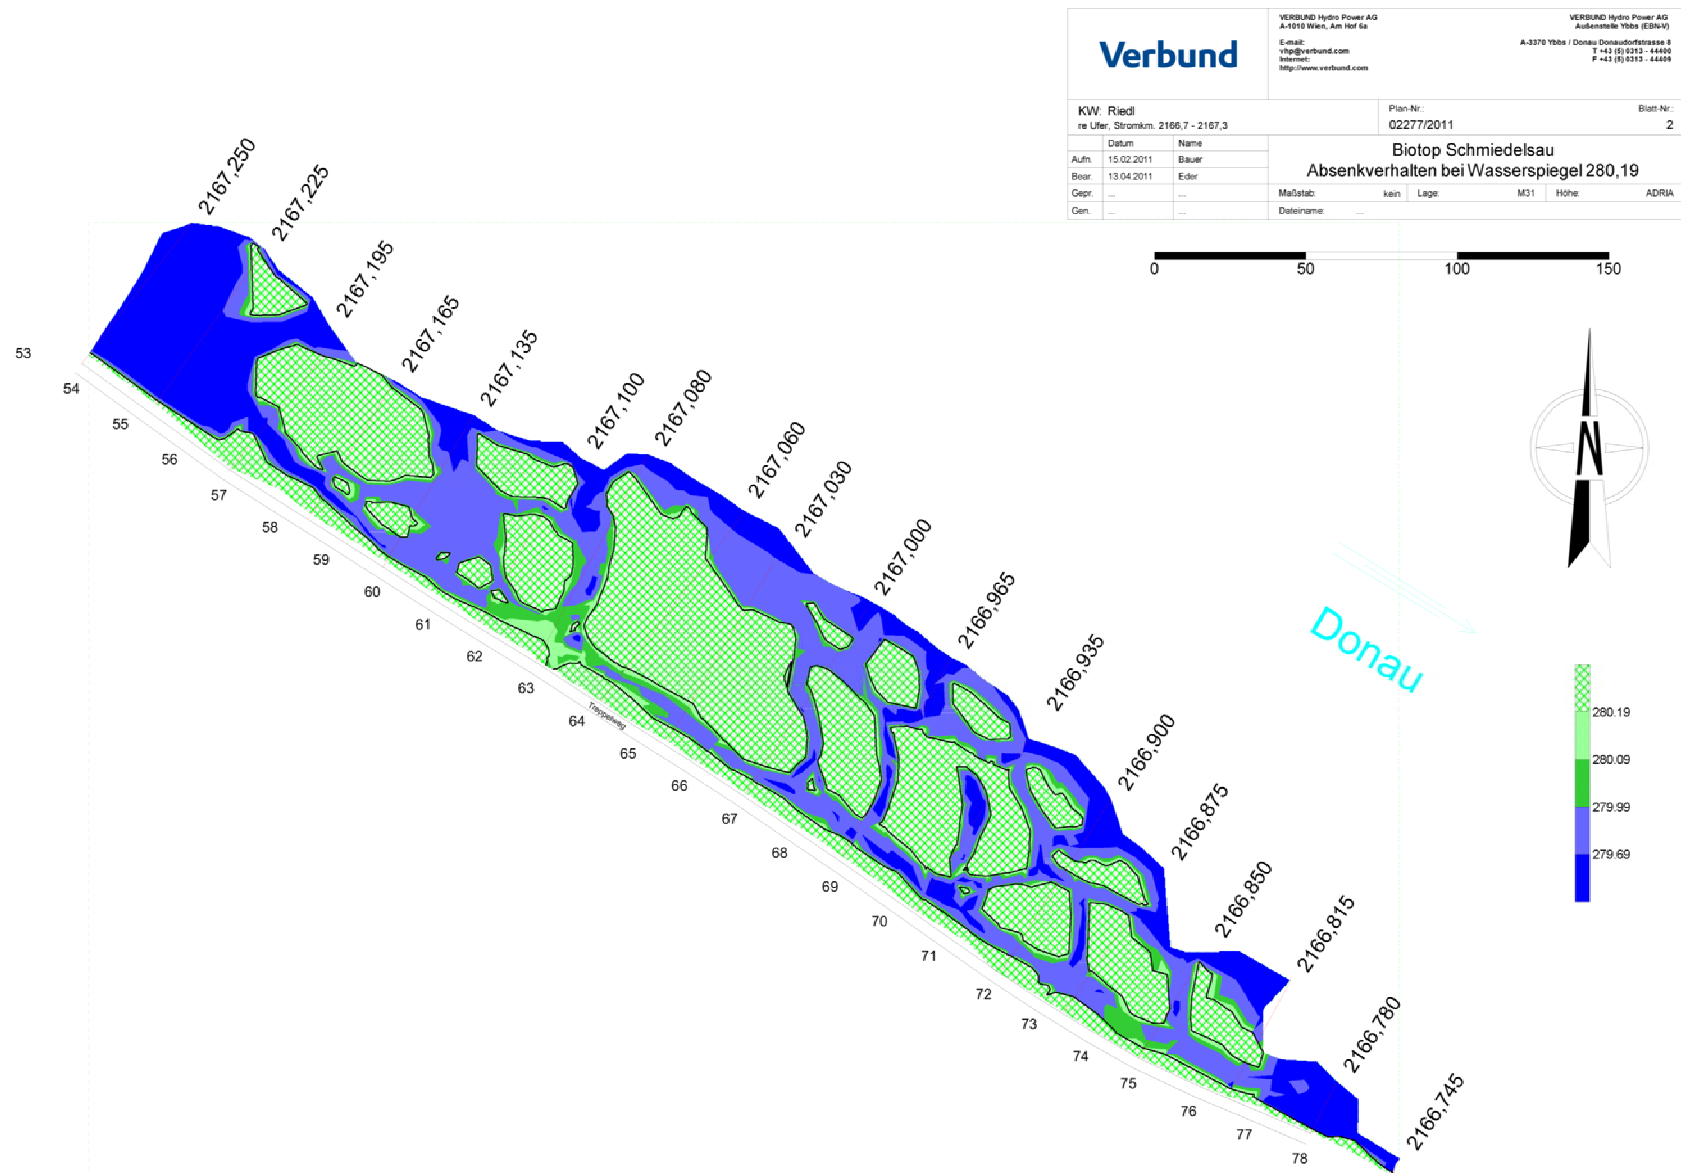 Verbund
VERBUND Hydro Power AG
A-1010 Wien, Am Hof 6a
E-mail:
vhp@verbund.com
Internet:
http://www.verbund.com
VERBUND Hydro Power AG
Außenstelle Ybbs (EBN-V)
A-3370 Ybbs / Donau Donaudorfstrasse 8
T +43 (5) 0313 - 44400
F +43 (5) 0313 - 44409
KW: Riedl
re Ufer, Stromkm. 2166,7 - 2167,3
Plan-Nr.:
02277/2011
Blatt-Nr.:
2
Datum Name
Aufn. 15.02.2011 Bauer
Bear. 13.04.2011 Eder
Gepr. ... ...
Gen. ... ...
Biotop Schmiedelsau
Absenkverhalten bei Wasserspiegel 280,19
Maßstab: kein Lage: M31 Höhe: ADRIA
Dateiname: ...
0 50 100 150
N
Donau
280.19
280.09
279.99
279.69
2167,250
2167,225
2167,195
2167,165
2167,135
2167,100
2167,080
2167,060
2167,030
2167,000
2166,965
2166,935
2166,900
2166,875
2166,850
2166,815
2166,780
2166,745
53
54
55
56
57
58
59
60
61
62
63
64
Treppelweg
65
66
67
68
69
70
71
72
73
74
75
76
77
78